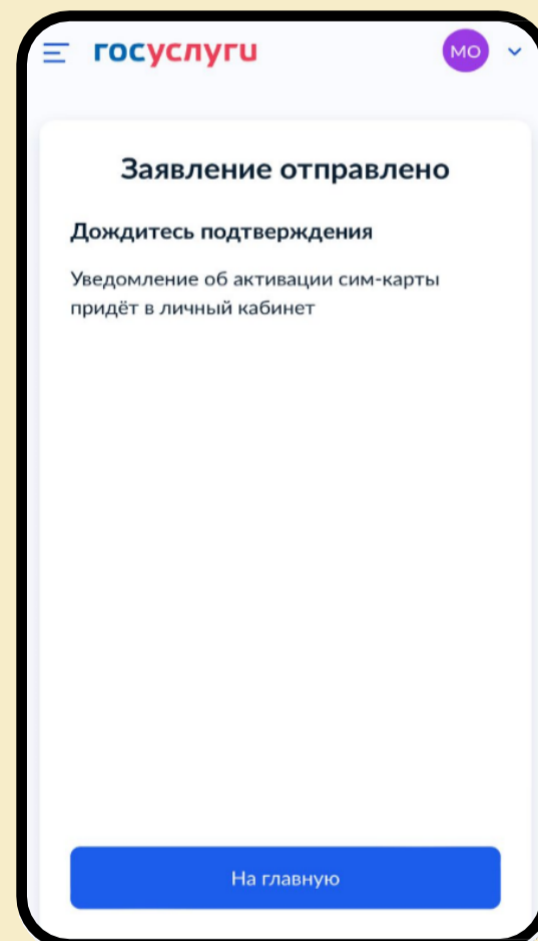 госуслуги
МО
Заявление отправлено
Дождитесь подтверждения
Уведомление об активации сим-карты
придёт в личный кабинет
На главную